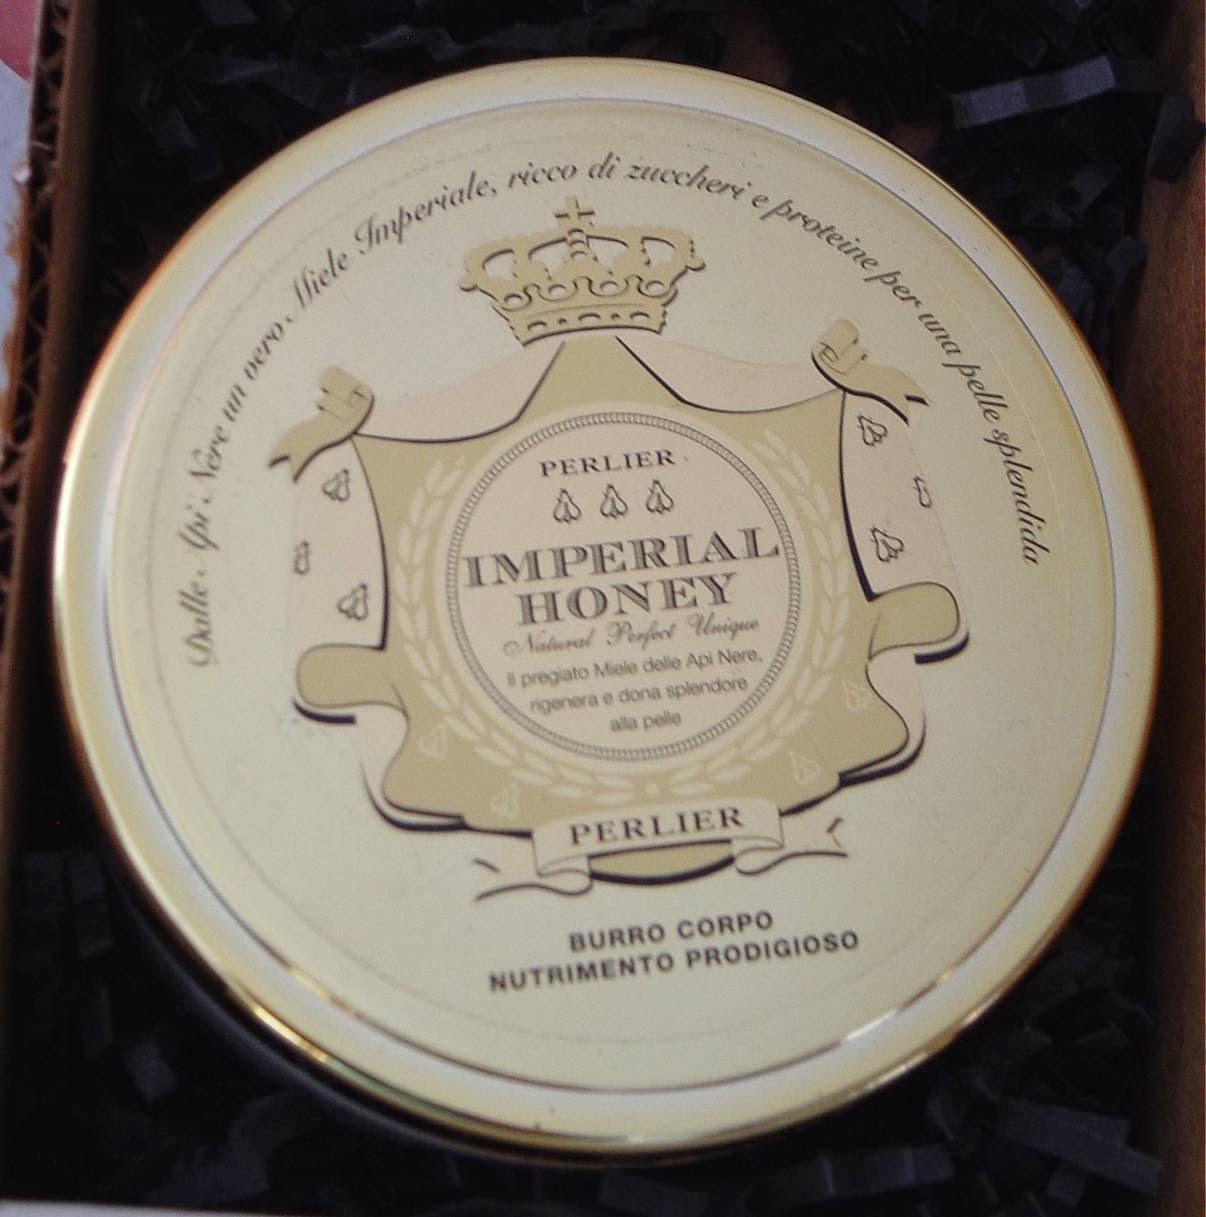 Dalle Api Nere un vero Miele Imperiale, ricco di zuccheri e proteine per una pelle splendida
PERLIER
IMPERIAL
HONEY
Natural Perfect Unique
Il pregiato Miele delle Api Nere,
rigenera e dona splendore
alla pelle
PERLIER
BURRO CORPO
NUTRIMENTO PRODIGIOSO